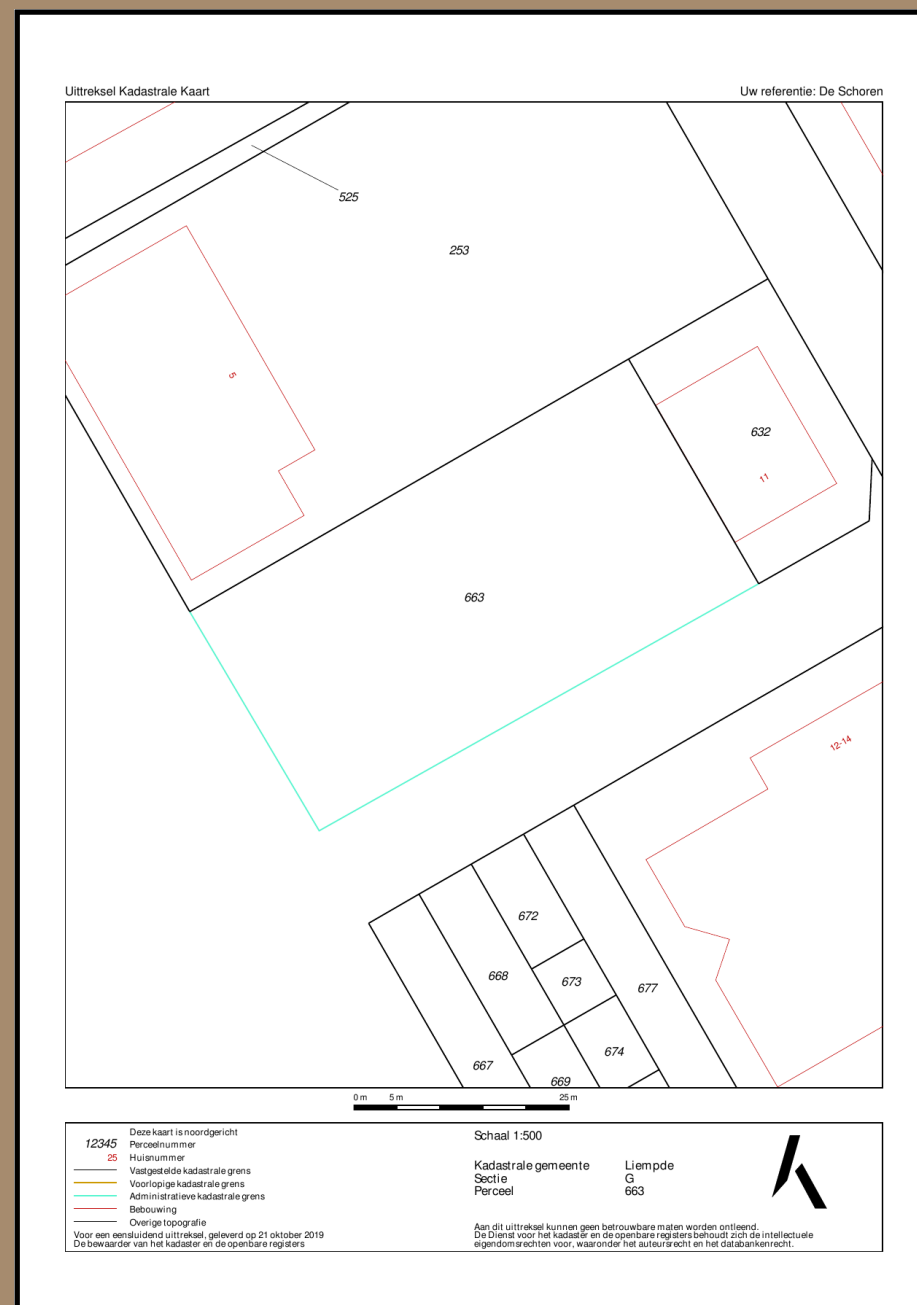 Uittreksel Kadastrale Kaart
Uw referentie: De Schoren
525
253
5
632
11
663
12-14
672
668
673
677
674
667
669
0 m 5 m 25 m
Deze kaart is noordgericht
12345 Perceelnummer
25 Huisnummer
Vastgestelde kadastrale grens
Voorlopige kadastrale grens
Administratieve kadastrale grens
Bebouwing
Overige topografie
Voor een eensluidend uittreksel, geleverd op 21 oktober 2019
De bewaarder van het kadaster en de openbare registers
Schaal 1:500
Kadastrale gemeente Liempde
Sectie G
Perceel 663
Aan dit uittreksel kunnen geen betrouwbare maten worden ontleend.
De Dienst voor het kadaster en de openbare registers behoudt zich de intellectuele
eigendomsrechten voor, waaronder het auteursrecht en het databankenrecht.